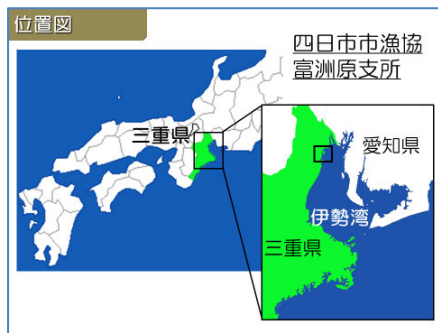 位置図
四日市市漁協
富洲原支所
三重県
愛知県
伊勢湾
三重県